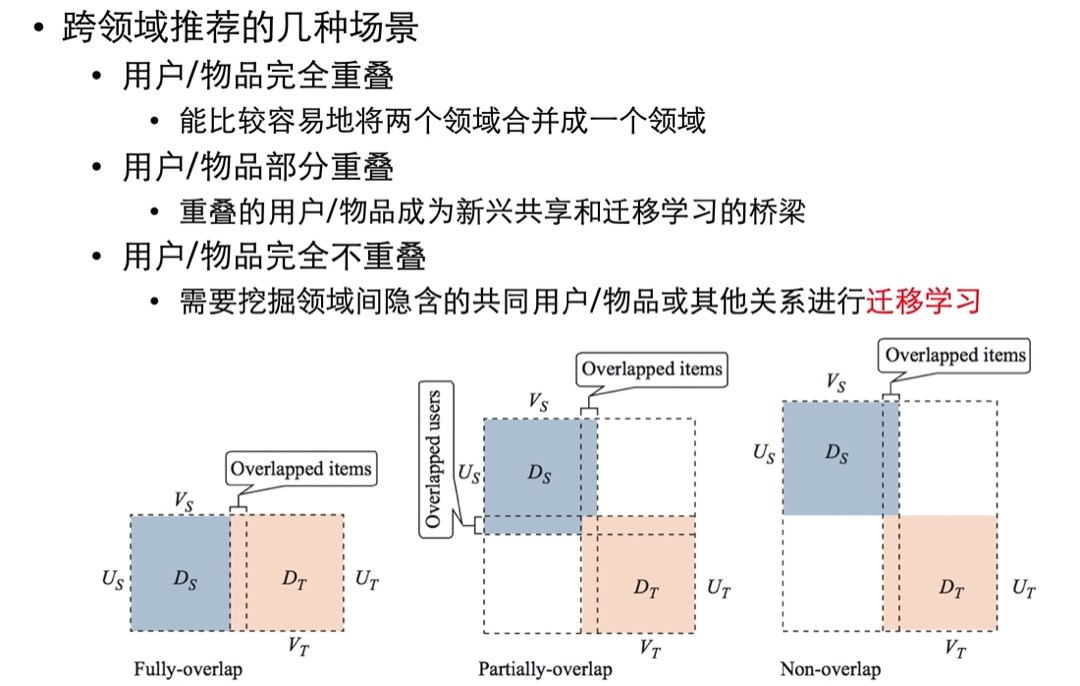 • 跨领域推荐的几种场景
• 用户/物品完全重叠
• 能比较容易地将两个领域合并成一个领域
• 用户/物品部分重叠
• 重叠的用户/物品成为新兴共享和迁移学习的桥梁
• 用户/物品完全不重叠
• 需要挖掘领域间隐含的共同用户/物品或其他关系进行迁移学习
Overlapped items
V_S
U_S
D_S
D_T
U_T
V_T
Fully-overlap
Overlapped items
Overlapped users
V_S
U_S
D_S
D_T
U_T
V_T
Partially-overlap
Overlapped items
V_S
U_S
D_S
D_T
U_T
V_T
Non-overlap